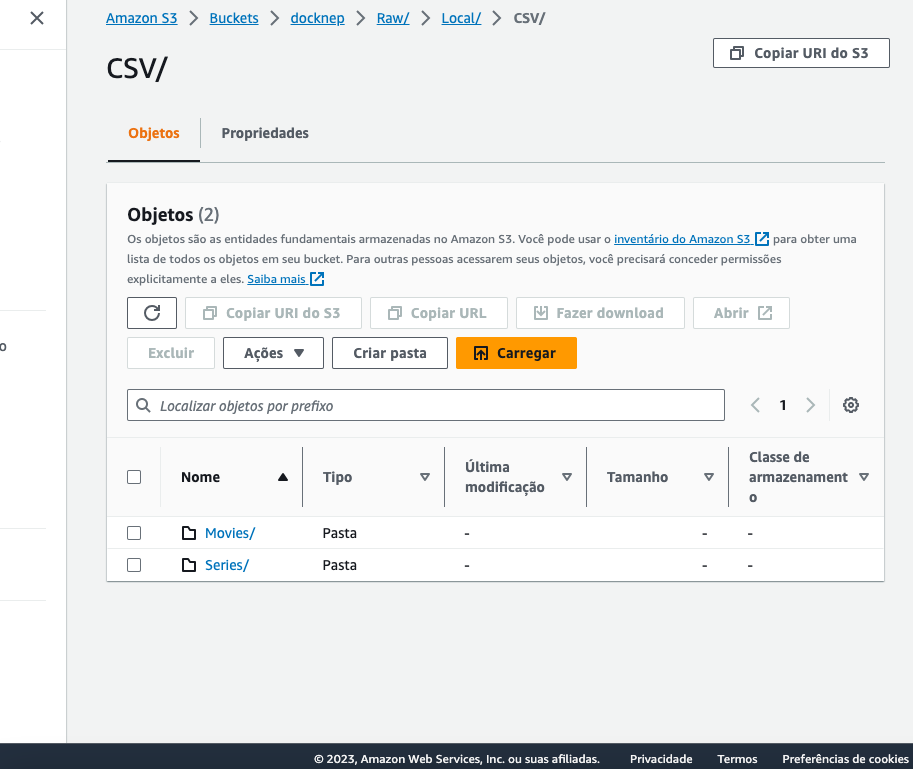 Amazon S3 > Buckets > docknep > Raw/ > Local/ > CSV/
CSV/
Copiar URI do S3
Objetos
Propriedades
Objetos (2)
Os objetos são as entidades fundamentais armazenadas no Amazon S3. Você pode usar o inventário do Amazon S3 para obter uma
lista de todos os objetos em seu bucket. Para outras pessoas acessarem seus objetos, você precisará conceder permissões
explicitamente a eles. Saiba mais
Copiar URI do S3
Copiar URL
Fazer download
Abrir
Excluir
Ações
Criar pasta
Carregar
o
Localizar objetos por prefixo
1
Nome
Tipo
Última
modificação
Tamanho
Classe de
armazenament
o
Movies/ Pasta - - -
Series/ Pasta - - -
© 2023, Amazon Web Services, Inc. ou suas afiliadas. Privacidade Termos Preferências de cookies